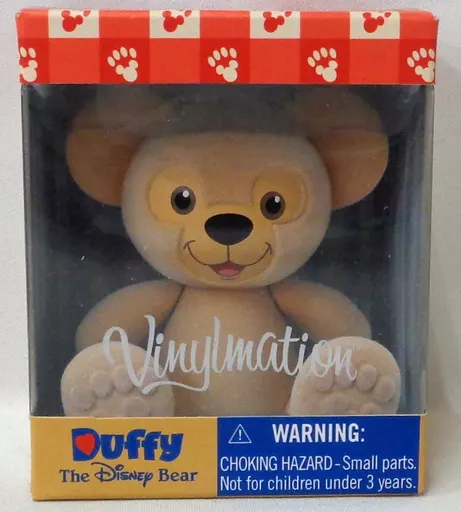 Vinylmation
Duffy
The Disney Bear
WARNING:
CHOKING HAZARD - Small parts.
Not for children under 3 years.